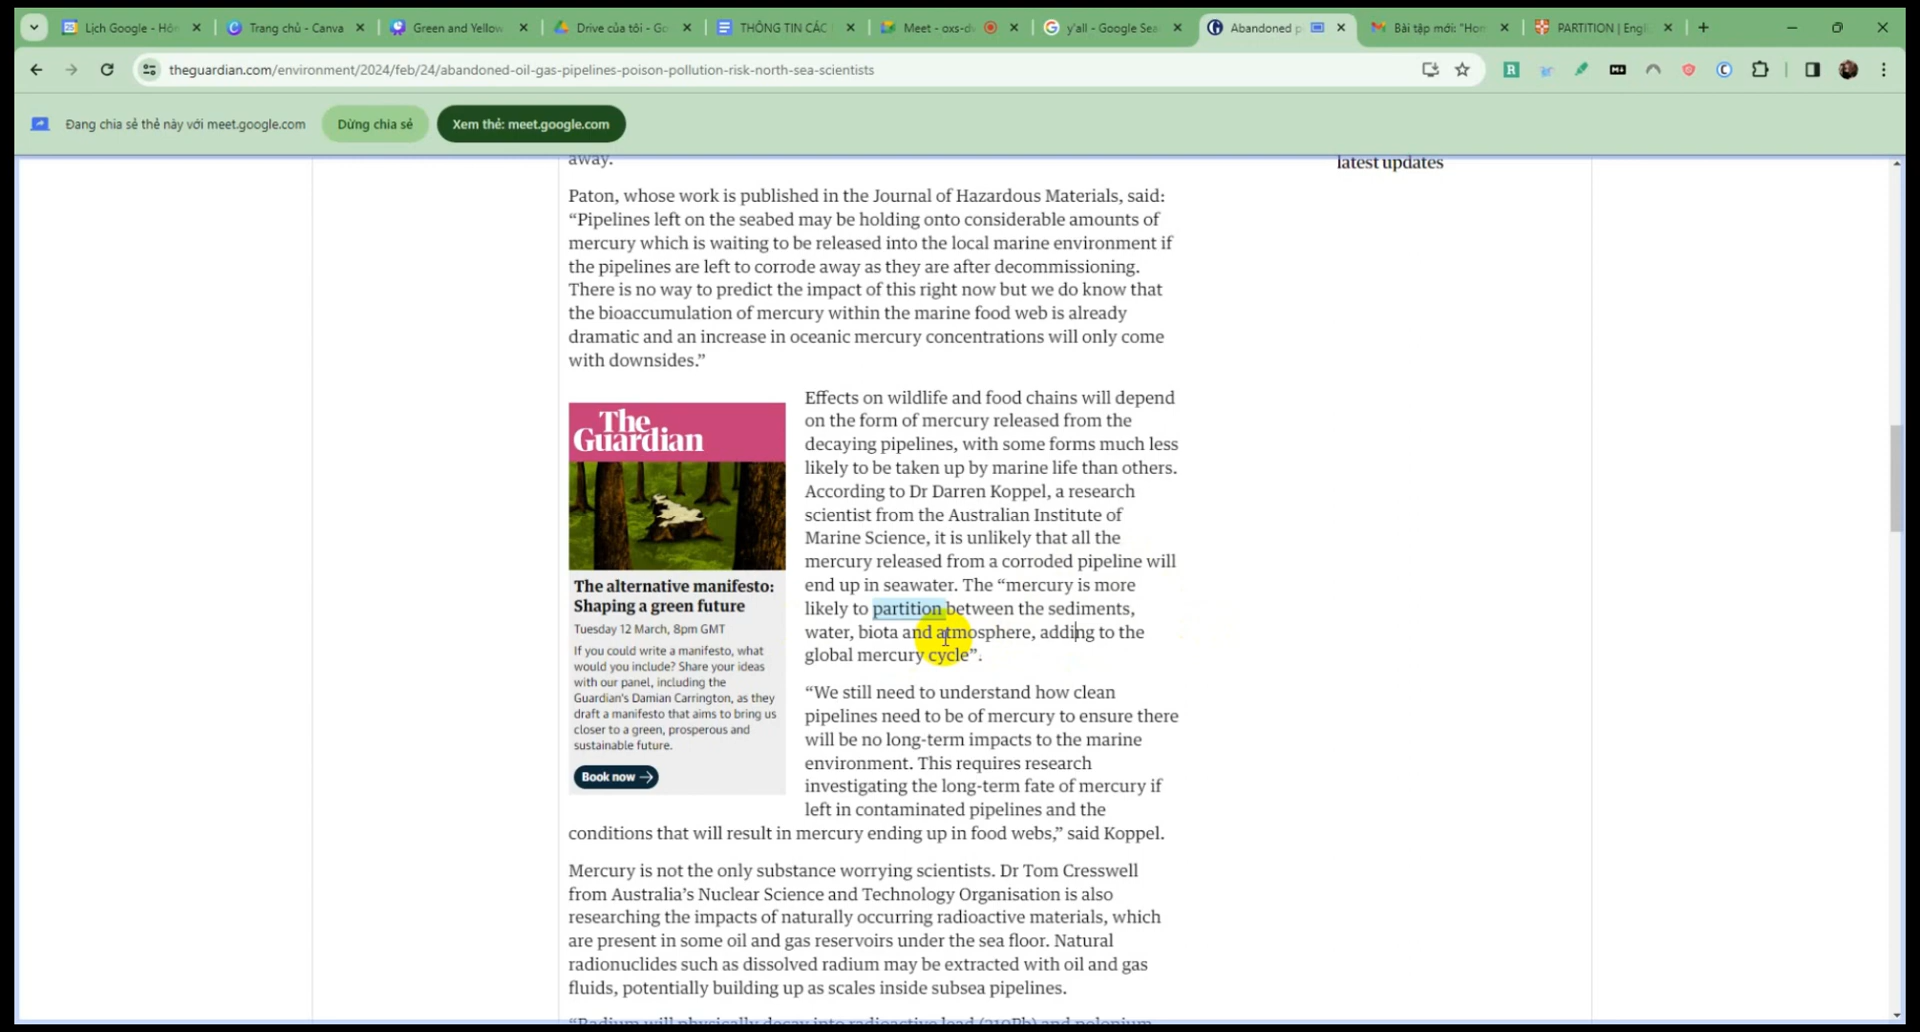 Lịch Google - Hôn
Trang chủ - Canva
Green and Yellow
Drive của tôi - Go
THÔNG TIN CÁC
Meet - oxs-dv
y'all - Google Sea
Abandoned p
Bài tập mới: "Hon
PARTITION | Engli
theguardian.com/environment/2024/feb/24/abandoned-oil-gas-pipelines-poison-pollution-risk-north-sea-scientists
Đang chia sẻ thẻ này với meet.google.com
Dừng chia sẻ
Xem thẻ: meet.google.com
away.
latest updates
Paton, whose work is published in the Journal of Hazardous Materials, said:
“Pipelines left on the seabed may be holding onto considerable amounts of
mercury which is waiting to be released into the local marine environment if
the pipelines are left to corrode away as they are after decommissioning.
There is no way to predict the impact of this right now but we do know that
the bioaccumulation of mercury within the marine food web is already
dramatic and an increase in oceanic mercury concentrations will only come
with downsides.”
The
Guardian
The alternative manifesto:
Shaping a green future
Tuesday 12 March, 8pm GMT
If you could write a manifesto, what
would you include? Share your ideas
with our panel, including the
Guardian's Damian Carrington, as they
draft a manifesto that aims to bring us
closer to a green, prosperous and
sustainable future.
Book now
Effects on wildlife and food chains will depend
on the form of mercury released from the
decaying pipelines, with some forms much less
likely to be taken up by marine life than others.
According to Dr Darren Koppel, a research
scientist from the Australian Institute of
Marine Science, it is unlikely that all the
mercury released from a corroded pipeline will
end up in seawater. The “mercury is more
likely to partition between the sediments,
water, biota and atmosphere, adding to the
global mercury cycle”.
“We still need to understand how clean
pipelines need to be of mercury to ensure there
will be no long-term impacts to the marine
environment. This requires research
investigating the long-term fate of mercury if
left in contaminated pipelines and the
conditions that will result in mercury ending up in food webs,” said Koppel.
Mercury is not the only substance worrying scientists. Dr Tom Cresswell
from Australia’s Nuclear Science and Technology Organisation is also
researching the impacts of naturally occurring radioactive materials, which
are present in some oil and gas reservoirs under the sea floor. Natural
radionuclides such as dissolved radium may be extracted with oil and gas
fluids, potentially building up as scales inside subsea pipelines.
“Radium will physically decay into radioactive lead (210Pb) and polonium